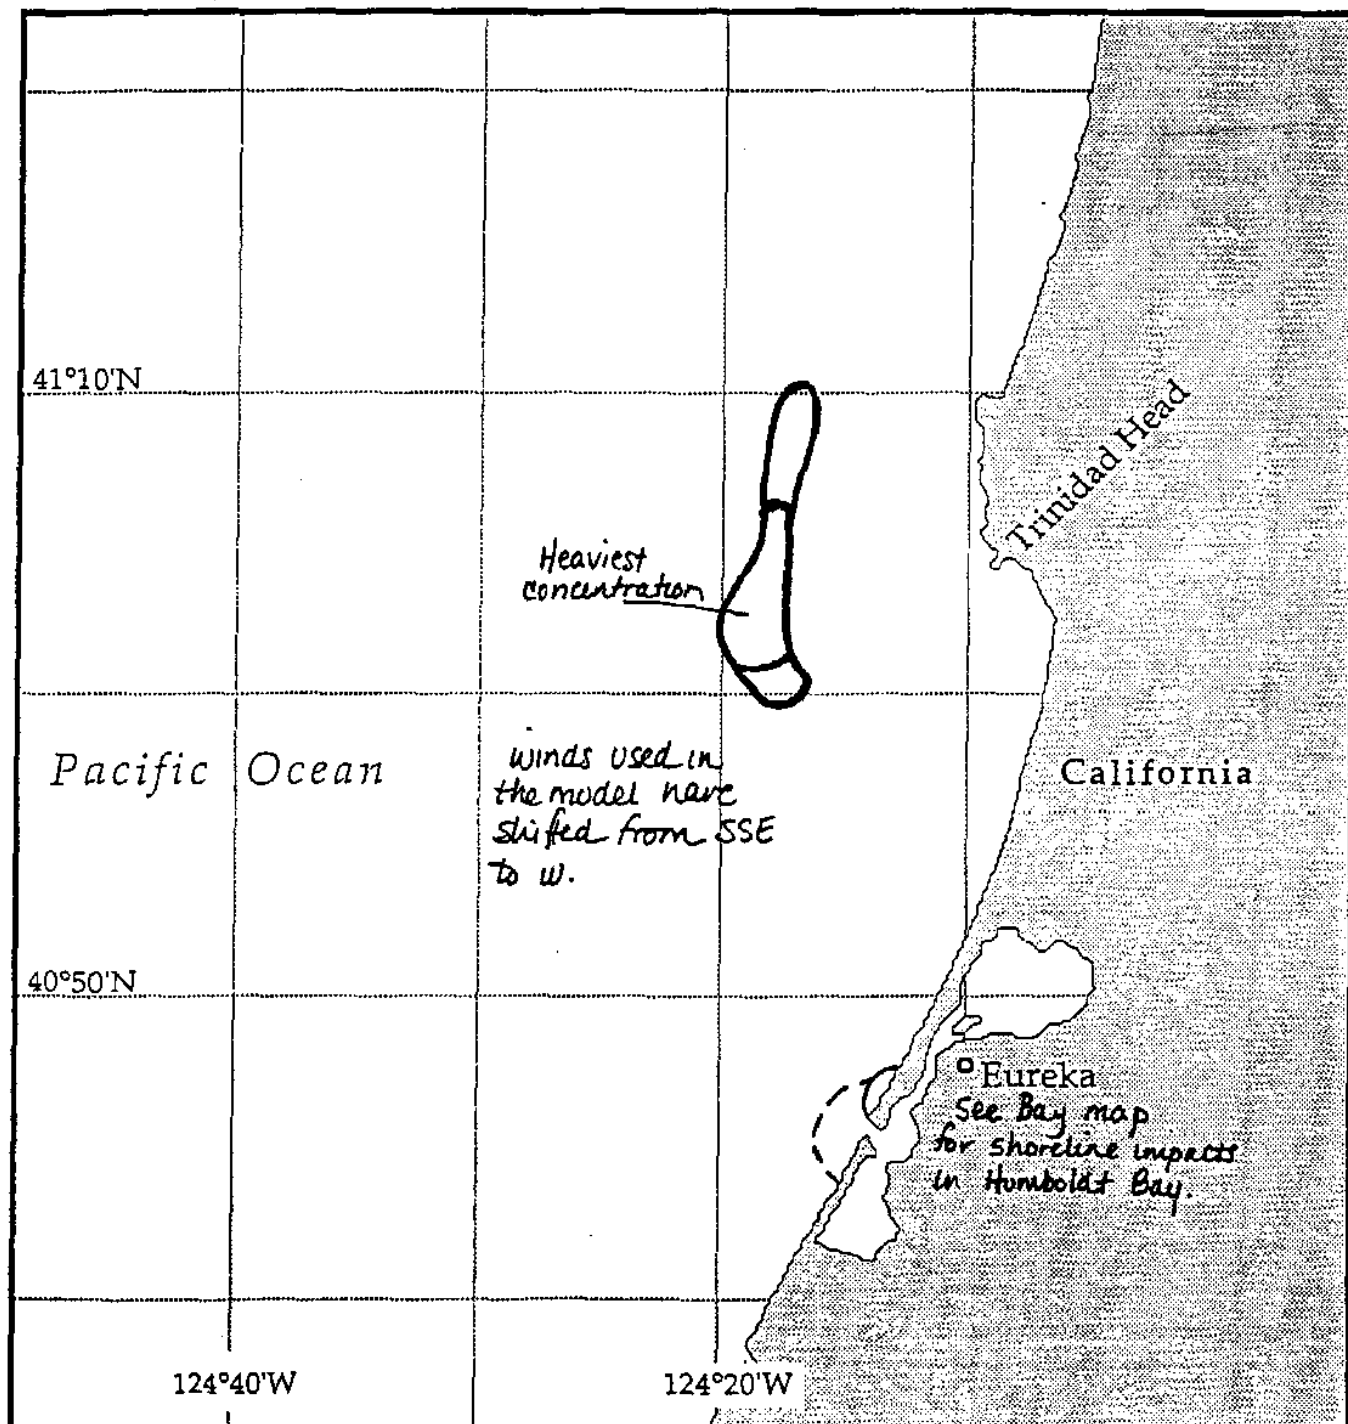 41°10'N
Trinidad Head
Heaviest
concentration
Pacific Ocean
winds used in
the model have
shifted from SSE
to W.
California
40°50'N
Eureka
See Bay map
for shoreline impacts
in Humboldt Bay.
124°40'W
124°20'W